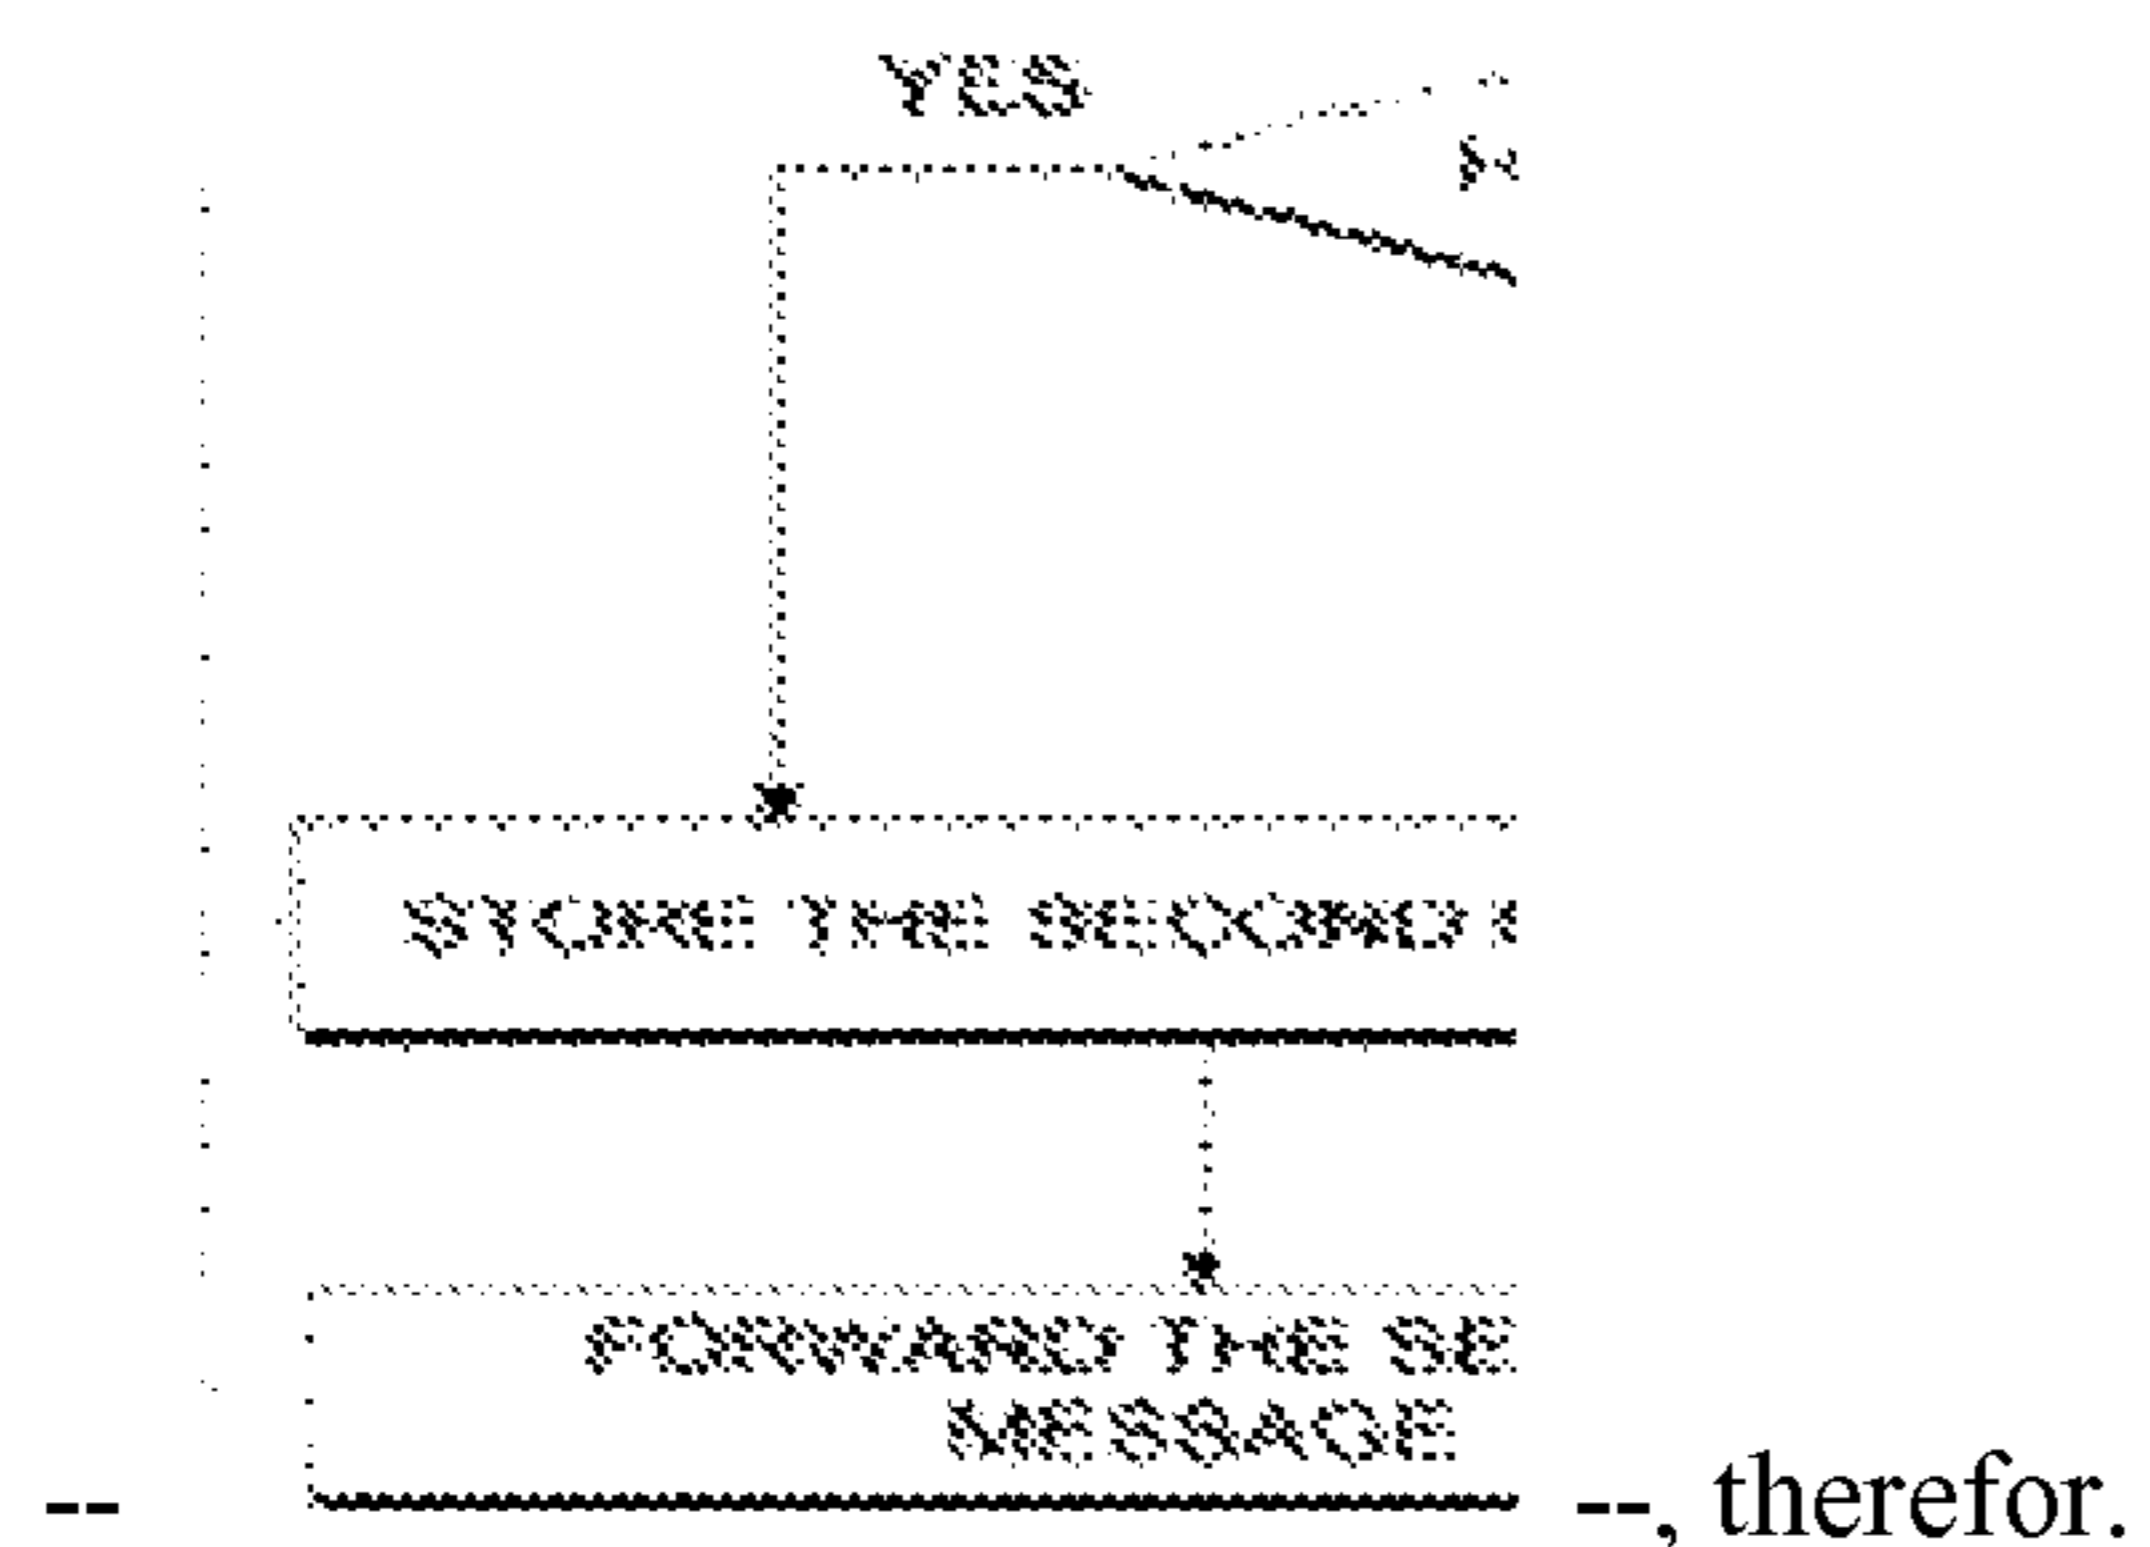 YES
STORE THE SECOND
FORWARD THE SE
MESSAGE
-- --, therefor.